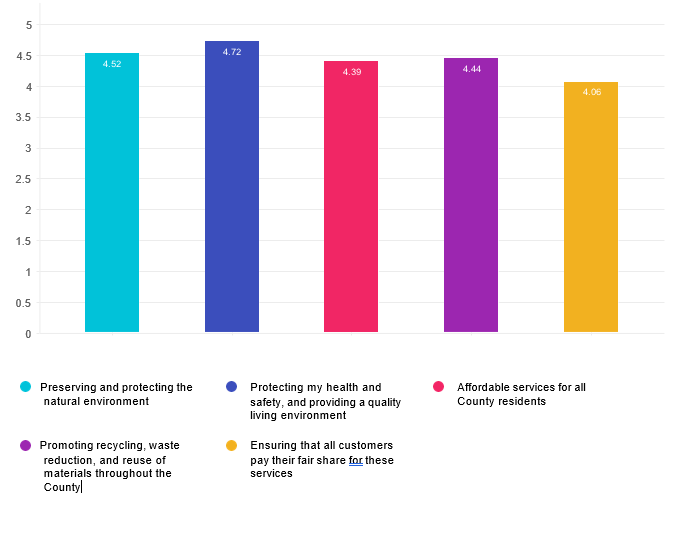 5
4.5
4
3.5
3
2.5
2
1.5
1
0.5
0
4.52
4.72
4.39
4.44
4.06
Preserving and protecting the
natural environment
Protecting my health and
safety, and providing a quality
living environment
Affordable services for all
County residents
Promoting recycling, waste
reduction, and reuse of
materials throughout the
County
Ensuring that all customers
pay their fair share for these
services